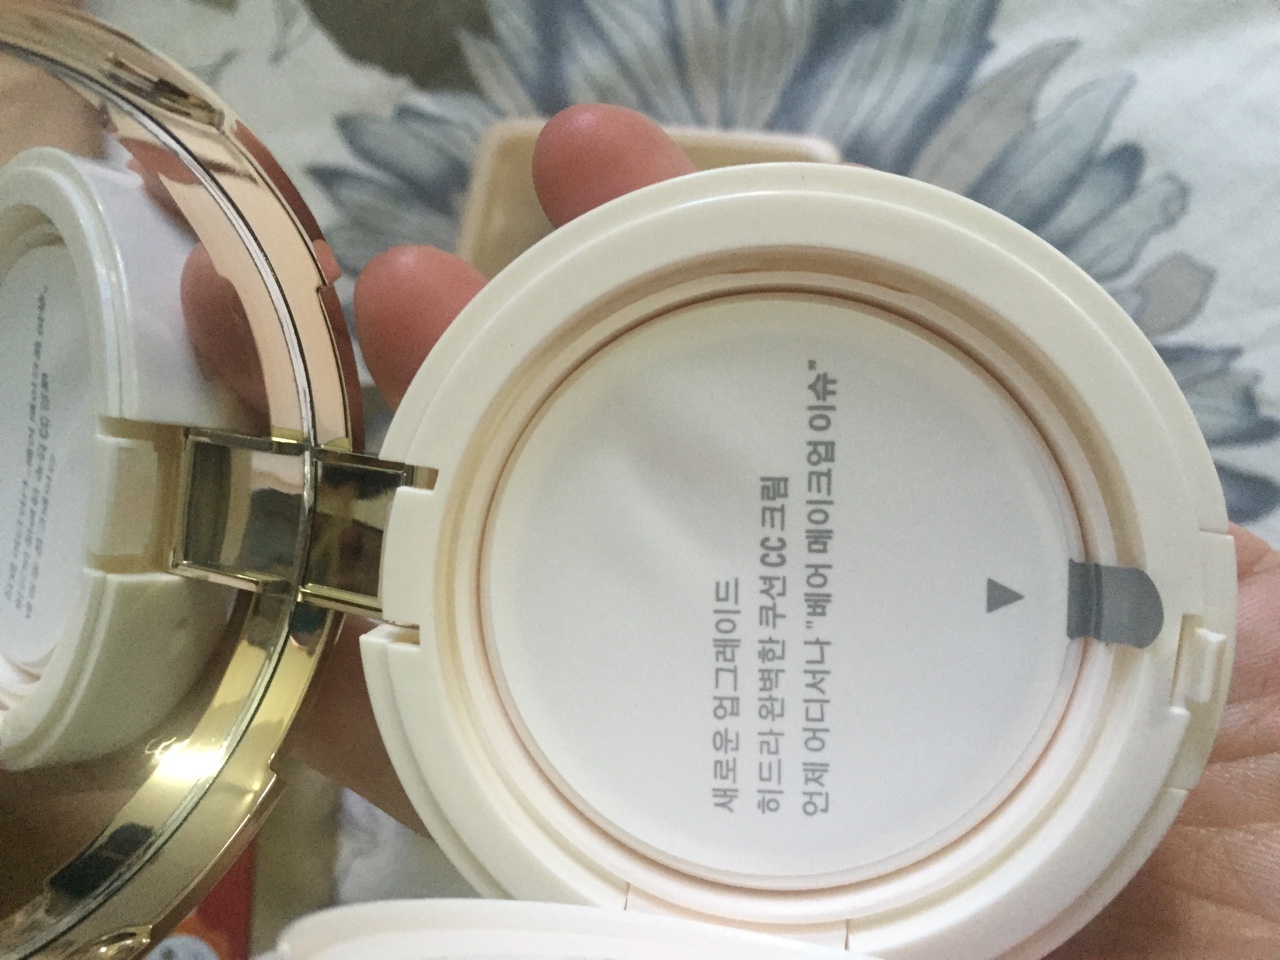 새로운 업그레이드
히드라 완벽한 쿠션 CC 크림
언제 어디서나 "베어 메이크업 이슈"